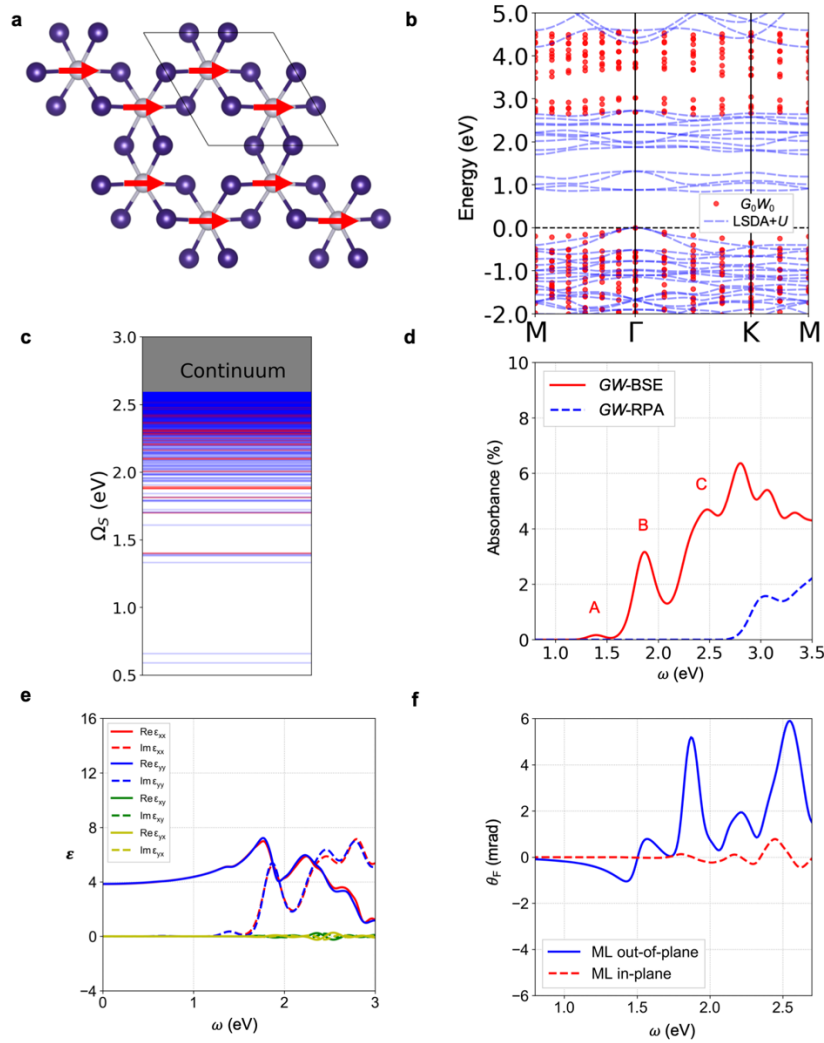 a
b
5.0
4.0
3.0
2.0
1.0
0.0
-1.0
-2.0
Energy (eV)
G₀W₀
LSDA+U
M
Γ
K
M
c
3.0
2.5
2.0
1.5
1.0
0.5
Ω_S (eV)
Continuum
d
10
8
6
4
2
0
Absorbance (%)
GW-BSE
GW-RPA
A
B
C
1.0
1.5
2.0
2.5
3.0
3.5
ω (eV)
e
16
12
8
4
0
−4
ε
Re ε_xx
Im ε_xx
Re ε_yy
Im ε_yy
Re ε_xy
Im ε_xy
Re ε_yx
Im ε_yx
0
1
2
3
ω (eV)
f
6
4
2
0
−2
−4
−6
θ_F (mrad)
ML out-of-plane
ML in-plane
1.0
1.5
2.0
2.5
ω (eV)